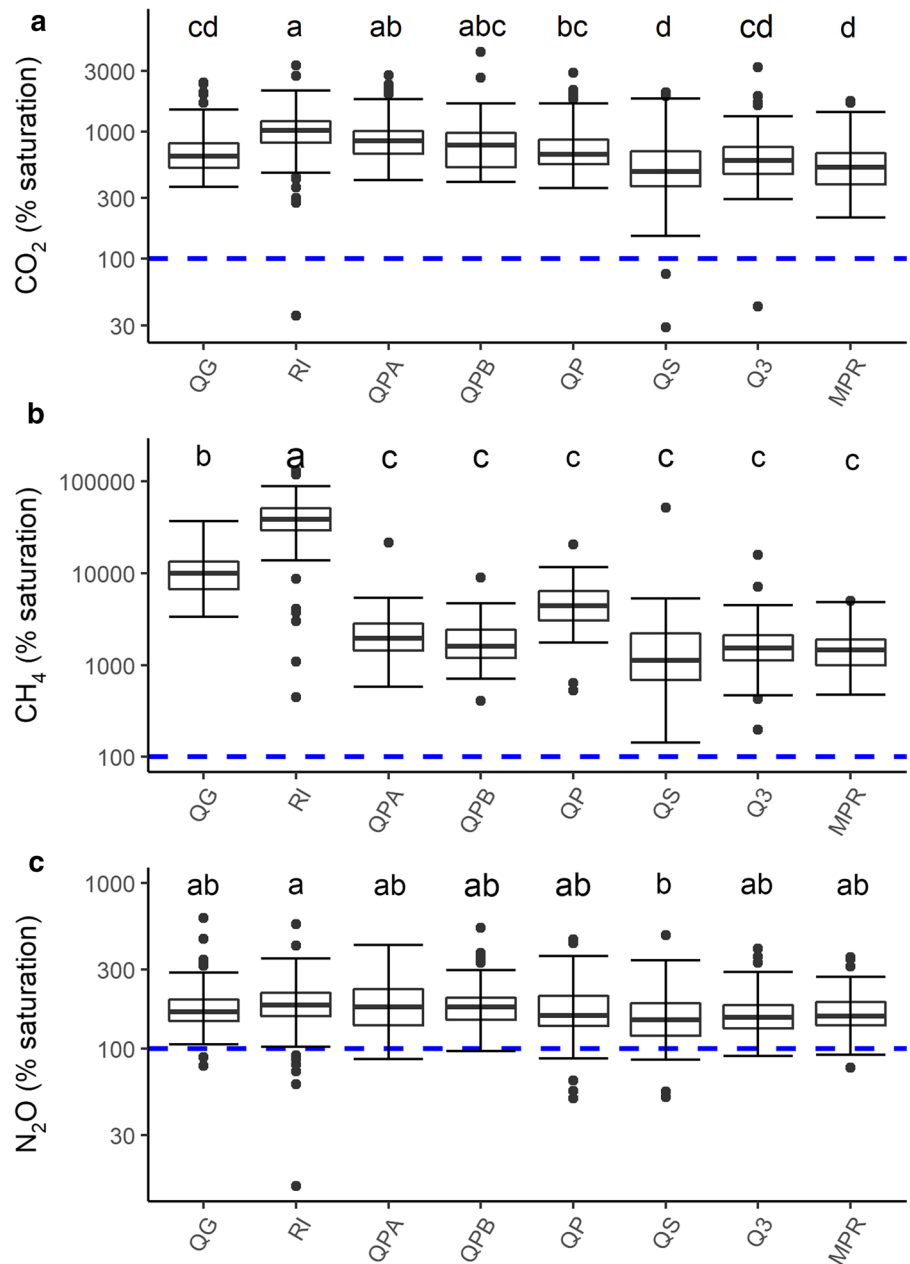 a
cd a ab abc bc d cd d
CO₂ (% saturation)
3000
1000
300
100
30
QG RI QPA QPB QP QS Q3 MPR
b
b a c c c c c c
CH₄ (% saturation)
100000
10000
1000
100
QG RI QPA QPB QP QS Q3 MPR
c
ab a ab ab ab b ab ab
N₂O (% saturation)
1000
300
100
30
QG RI QPA QPB QP QS Q3 MPR